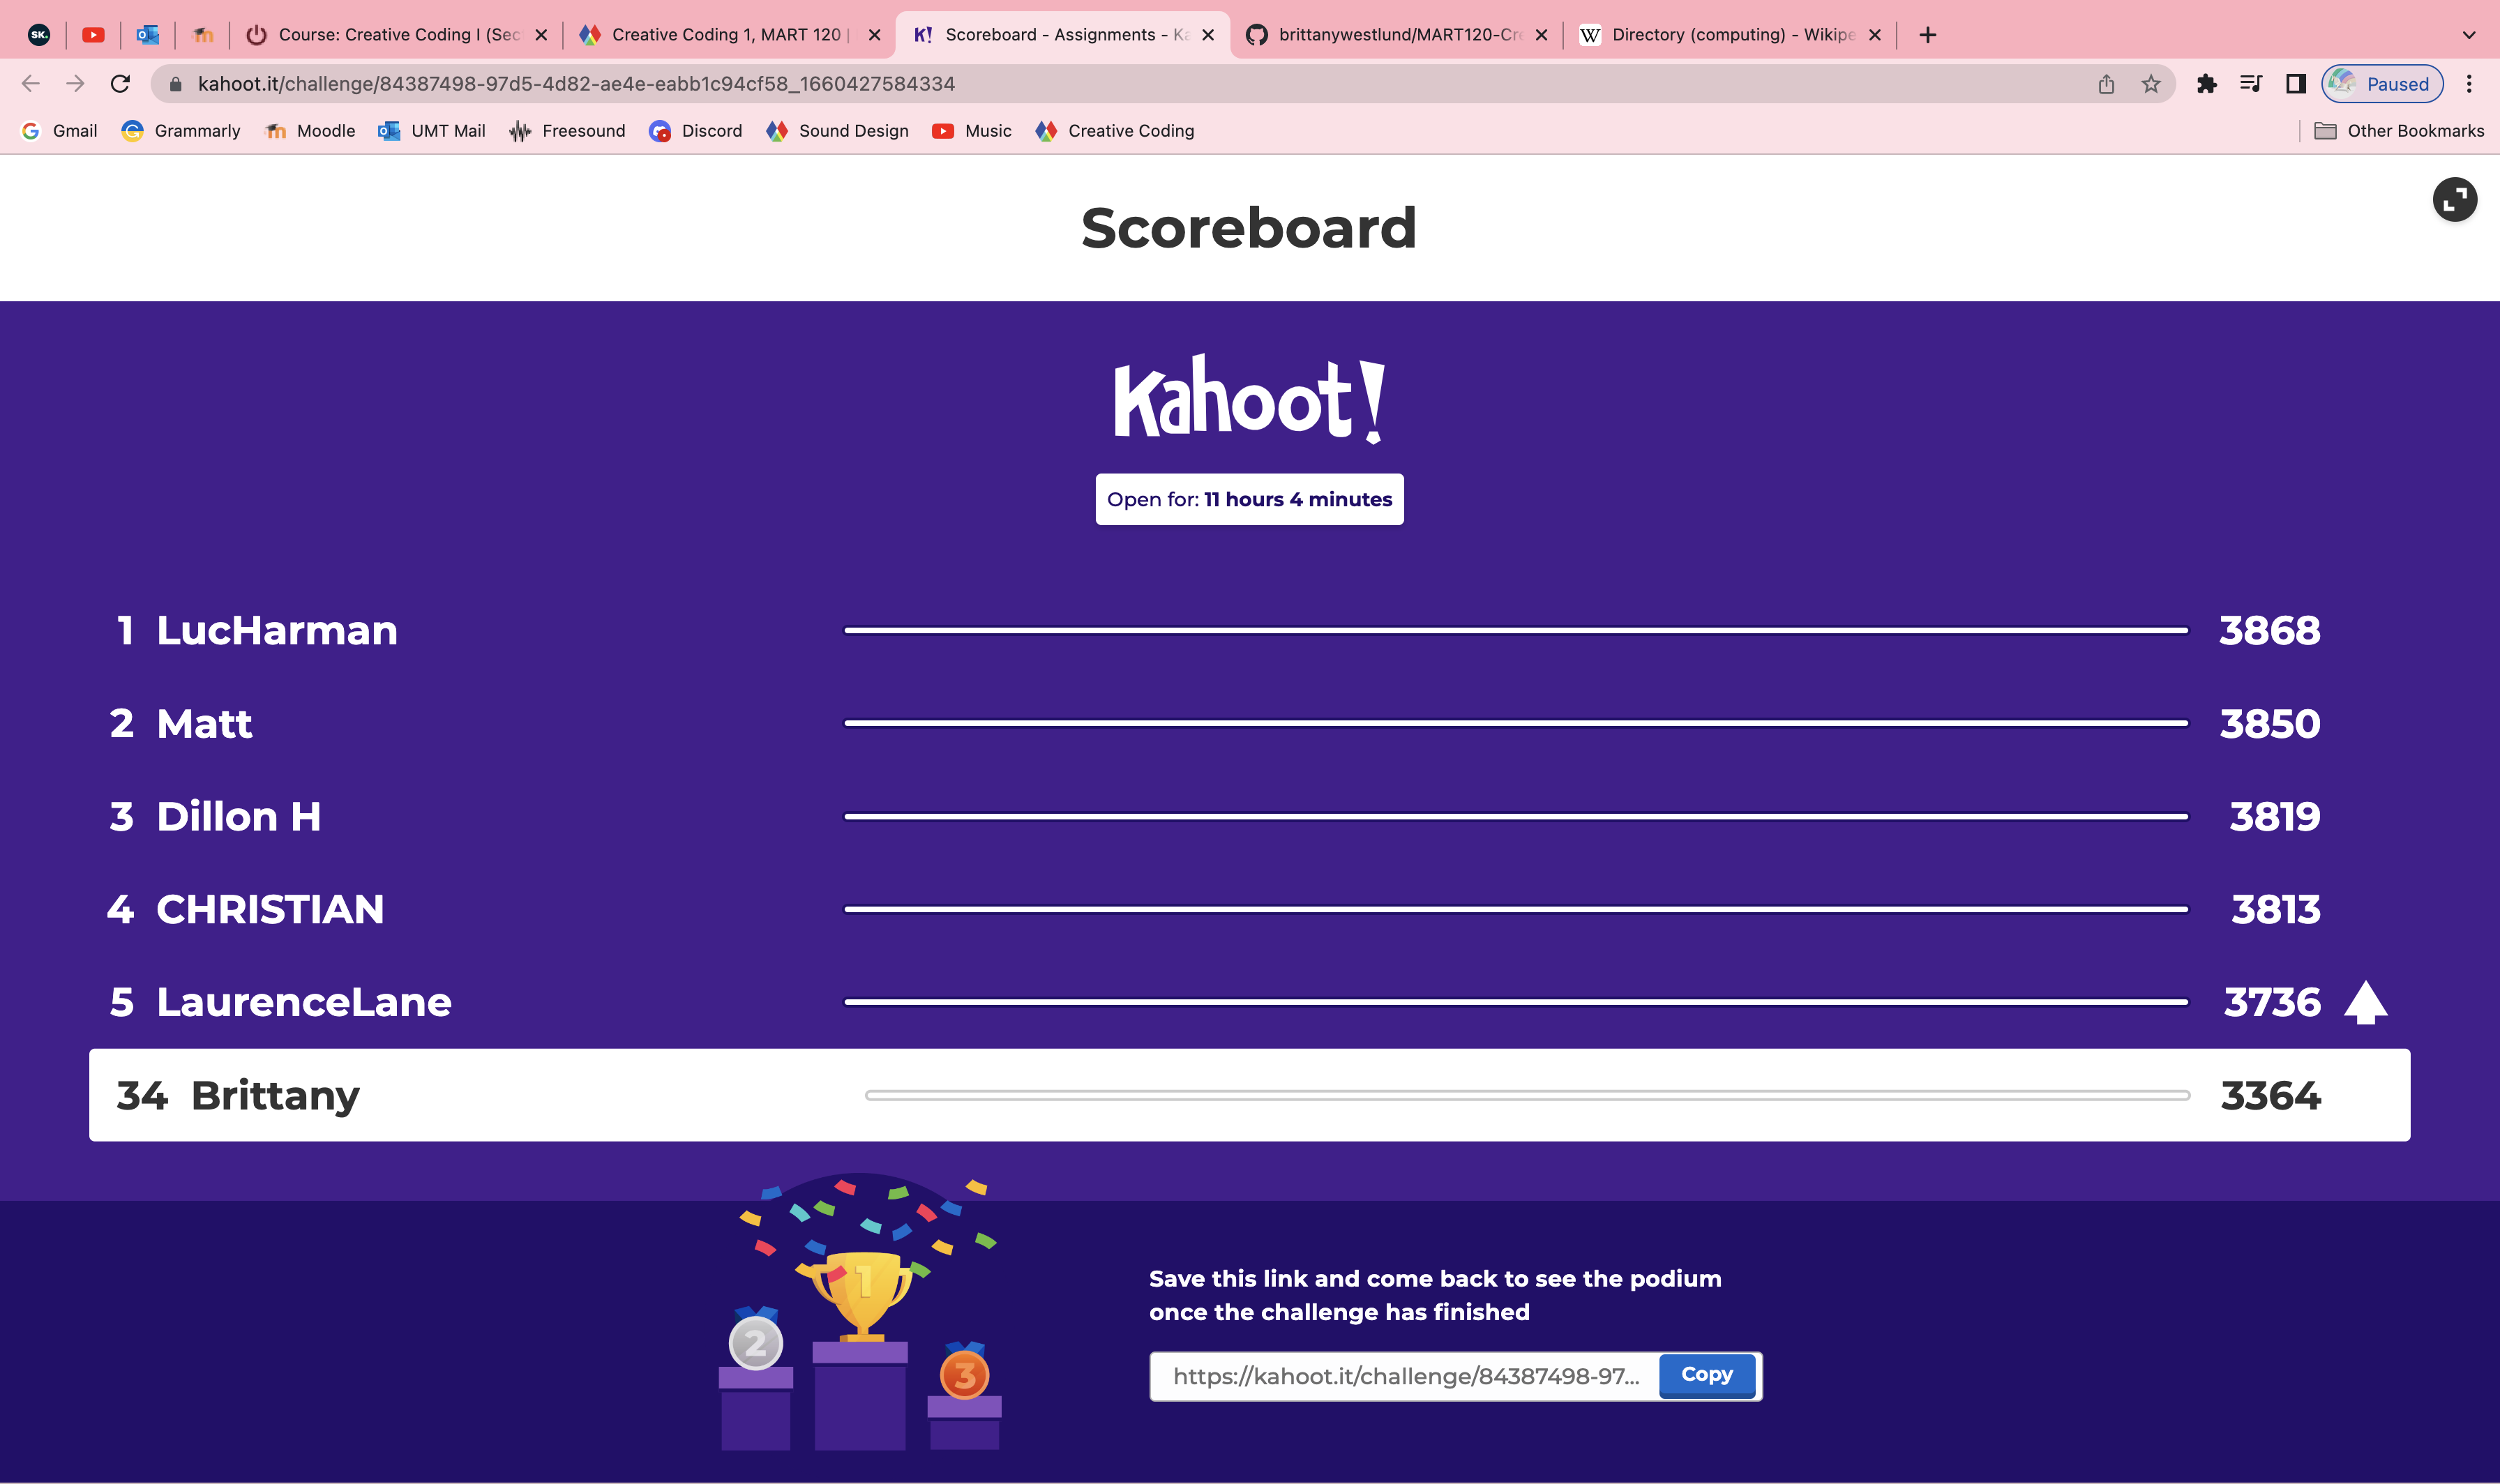 SK.
Course: Creative Coding I (Sec
Creative Coding 1, MART 120 |
K! Scoreboard - Assignments - Ka
brittanywestlund/MART120-Cre
W Directory (computing) - Wikipe
kahoot.it/challenge/84387498-97d5-4d82-ae4e-eabb1c94cf58_1660427584334
Paused
Gmail Grammarly Moodle UMT Mail Freesound Discord Sound Design Music Creative Coding Other Bookmarks
Scoreboard
Kahoot!
Open for: 11 hours 4 minutes
1 LucHarman 3868
2 Matt 3850
3 Dillon H 3819
4 CHRISTIAN 3813
5 LaurenceLane 3736
34 Brittany 3364
1
2
3
Save this link and come back to see the podium
once the challenge has finished
https://kahoot.it/challenge/84387498-97... Copy